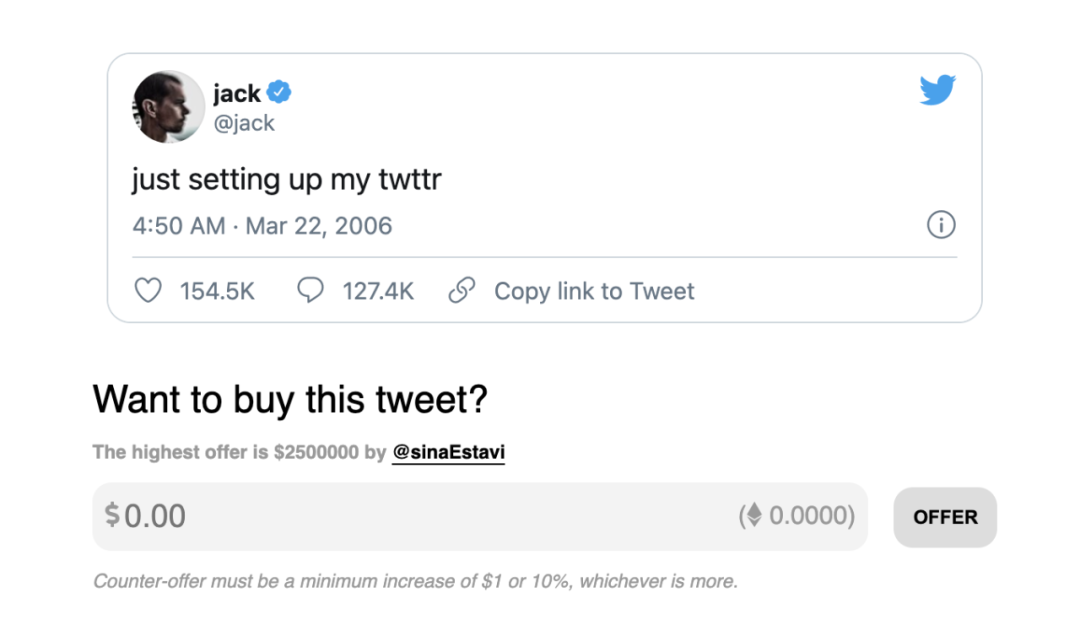 jack
@jack
just setting up my twttr
4:50 AM · Mar 22, 2006
154.5K 127.4K Copy link to Tweet
Want to buy this tweet?
The highest offer is $2500000 by @sinaEstavi
$0.00 (0.0000) OFFER
Counter-offer must be a minimum increase of $1 or 10%, whichever is more.